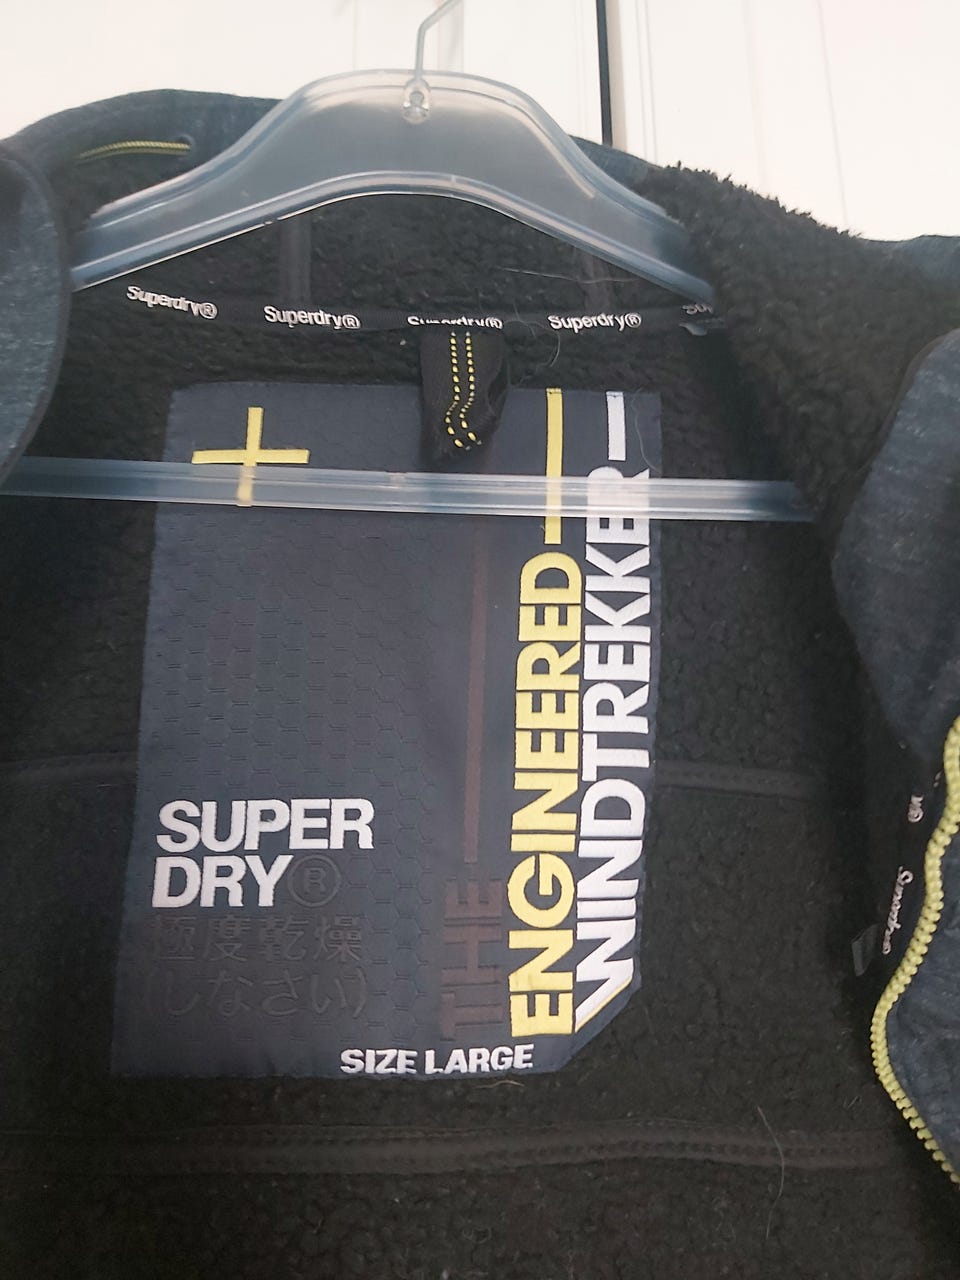 Superdry® Superdry® Superdry® Superdry®
SUPER
DRY®
極度乾燥
(しなさい)
THE
ENGINEERED
WINDTREKKER
SIZE LARGE
Superdry®